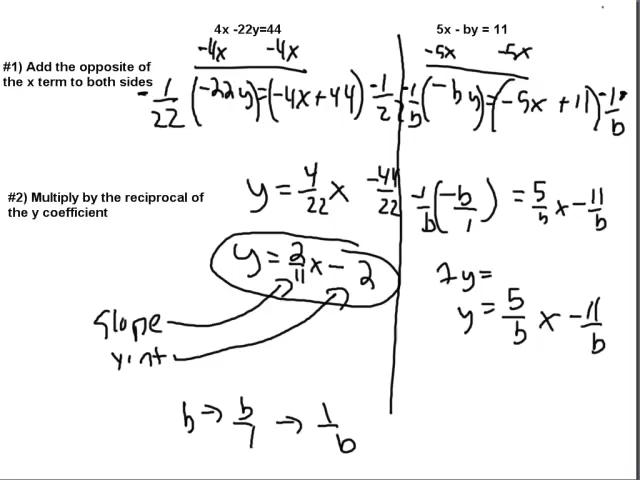 4x -22y=44
5x - by = 11
-4x -4x
-5x -5x
#1) Add the opposite of
the x term to both sides
-1/22 (-22y)=(-4x+44) -1/2
-1/b (-by)=(-5x +11) -1/b
#2) Multiply by the reciprocal of
the y coefficient
y = 4/22 x -44/22
-1/b (-b/1) = 5/b x - 11/b
y = 2/11 x - 2
1y =
y = 5/b x - 11/b
slope
yint
b → b/1 → 1/b